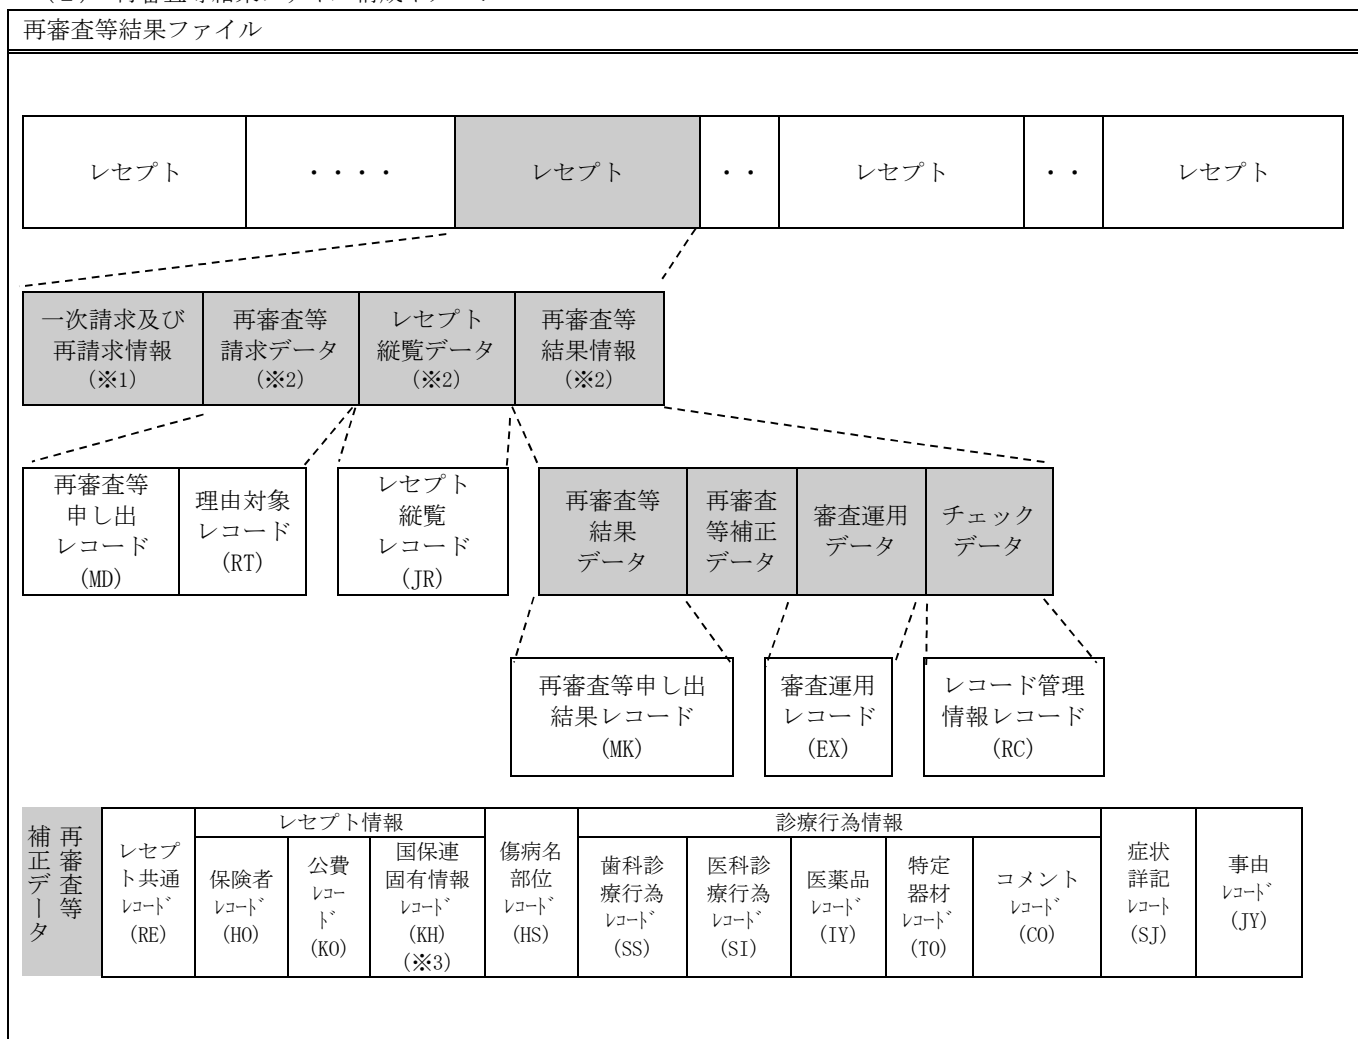 再審査等結果ファイル
レセプト
・・・・
レセプト
・・
レセプト
・・
レセプト
一次請求及び
再請求情報
(※1)
再審査等
請求データ
(※2)
レセプト
縦覧データ
(※2)
再審査等
結果情報
(※2)
再審査等
申し出
レコード
(MD)
理由対象
レコード
(RT)
レセプト
縦覧
レコード
(JR)
再審査等
結果
データ
再審査
等補正
データ
審査運用
データ
チェック
データ
再審査等申し出
結果レコード
(MK)
審査運用
レコード
(EX)
レコード管理
情報レコード
(RC)
再審査等
補正データ
レセプ
ト共通
ﾚｺｰﾄﾞ
(RE)
レセプト情報
保険者
ﾚｺｰﾄﾞ
(HO)
公費
ﾚｺｰ
ﾄﾞ
(KO)
国保連
固有情報
ﾚｺｰﾄﾞ
(KH)
(※3)
傷病名
部位
ﾚｺｰﾄﾞ
(HS)
診療行為情報
歯科診
療行為
ﾚｺｰﾄﾞ
(SS)
医科診
療行為
ﾚｺｰﾄﾞ
(SI)
医薬品
ﾚｺｰﾄﾞ
(IY)
特定
器材
ﾚｺｰﾄﾞ
(TO)
コメント
ﾚｺｰﾄﾞ
(CO)
症状
詳記
ﾚｺｰﾄ
(SJ)
事由
ﾚｺｰﾄﾞ
(JY)